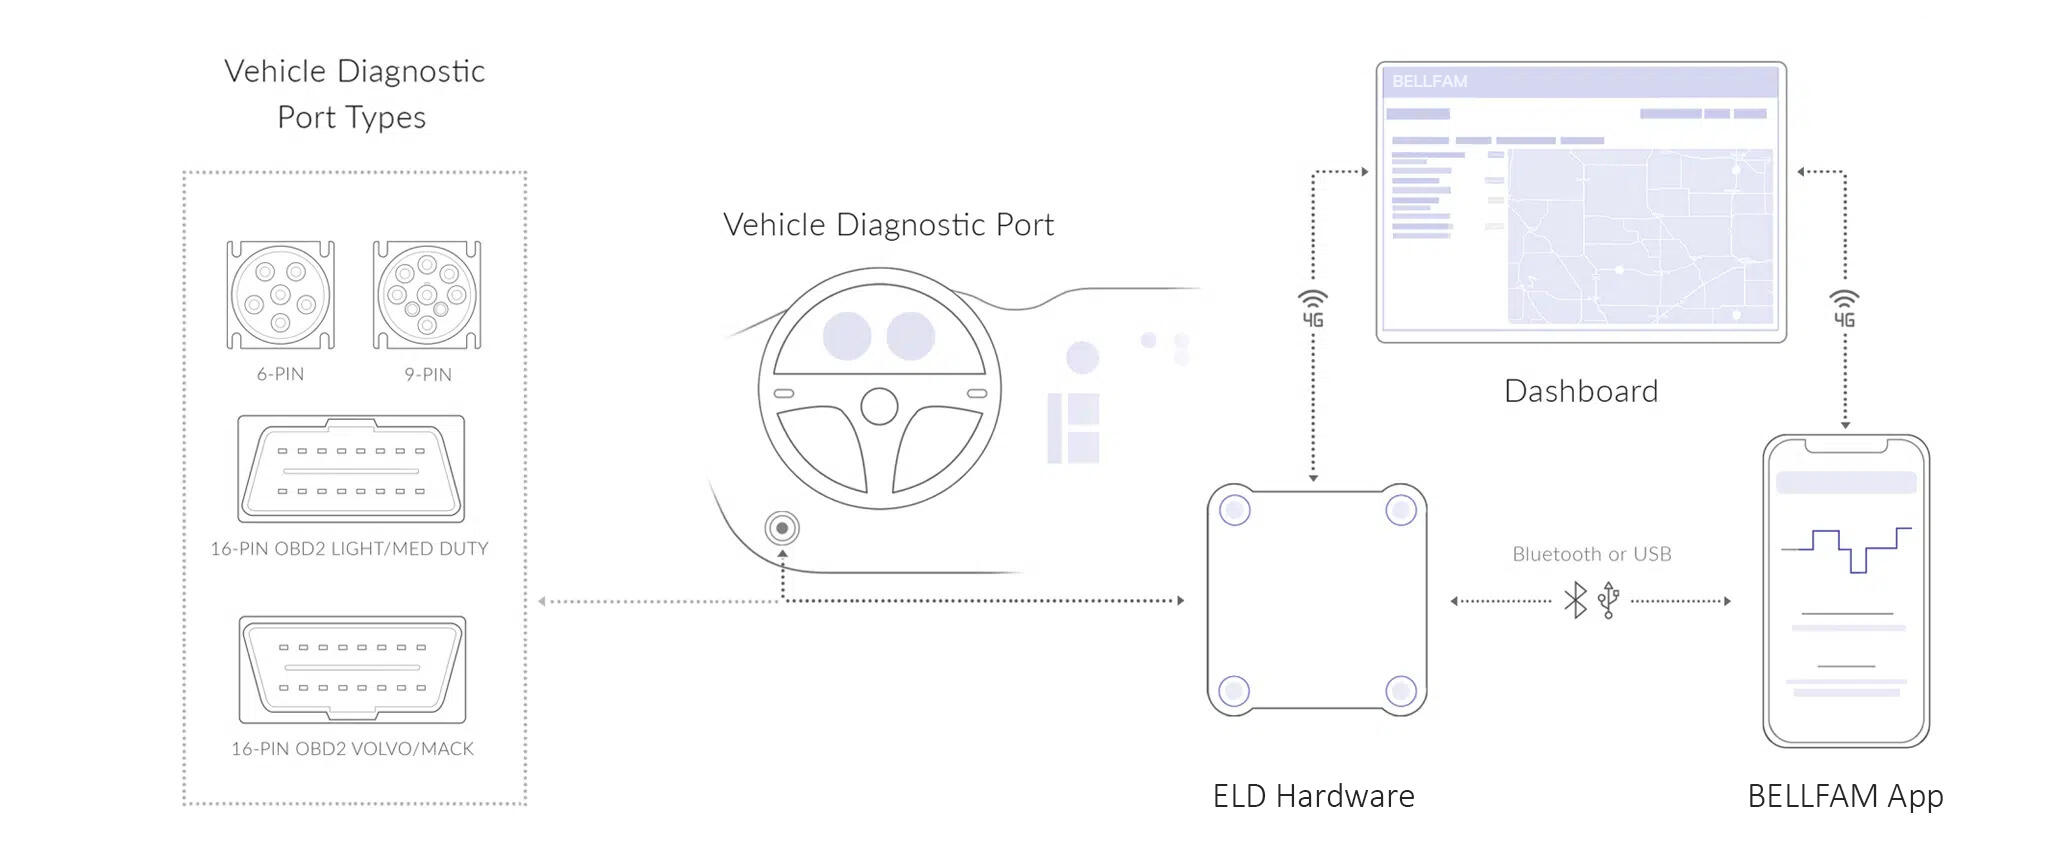 Vehicle Diagnostic
Port Types
6-PIN
9-PIN
16-PIN OBD2 LIGHT/MED DUTY
16-PIN OBD2 VOLVO/MACK
Vehicle Diagnostic Port
BELLFAM
4G
4G
Dashboard
Bluetooth or USB
ELD Hardware
BELLFAM App